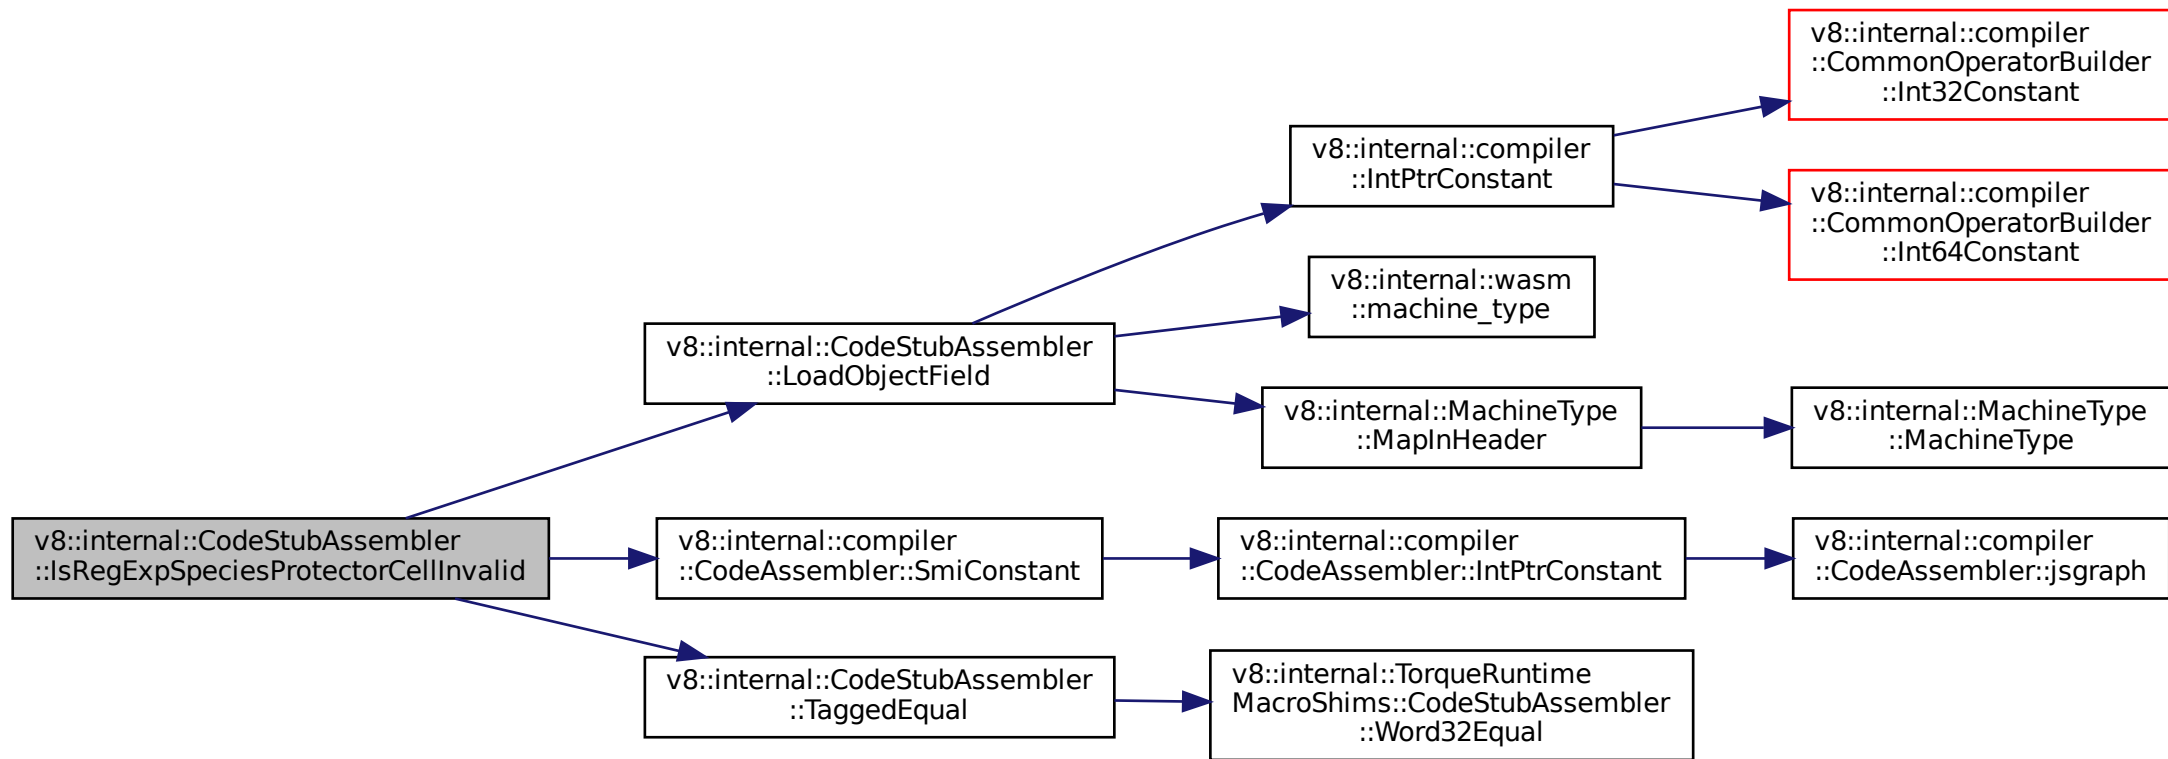 v8::internal::compiler
::CommonOperatorBuilder
::Int32Constant
v8::internal::compiler
::IntPtrConstant
v8::internal::compiler
::CommonOperatorBuilder
::Int64Constant
v8::internal::wasm
::machine_type
v8::internal::CodeStubAssembler
::LoadObjectField
v8::internal::MachineType
::MapInHeader
v8::internal::MachineType
::MachineType
v8::internal::CodeStubAssembler
::IsRegExpSpeciesProtectorCellInvalid
v8::internal::compiler
::CodeAssembler::SmiConstant
v8::internal::compiler
::CodeAssembler::IntPtrConstant
v8::internal::compiler
::CodeAssembler::jsgraph
v8::internal::CodeStubAssembler
::TaggedEqual
v8::internal::TorqueRuntime
MacroShims::CodeStubAssembler
::Word32Equal